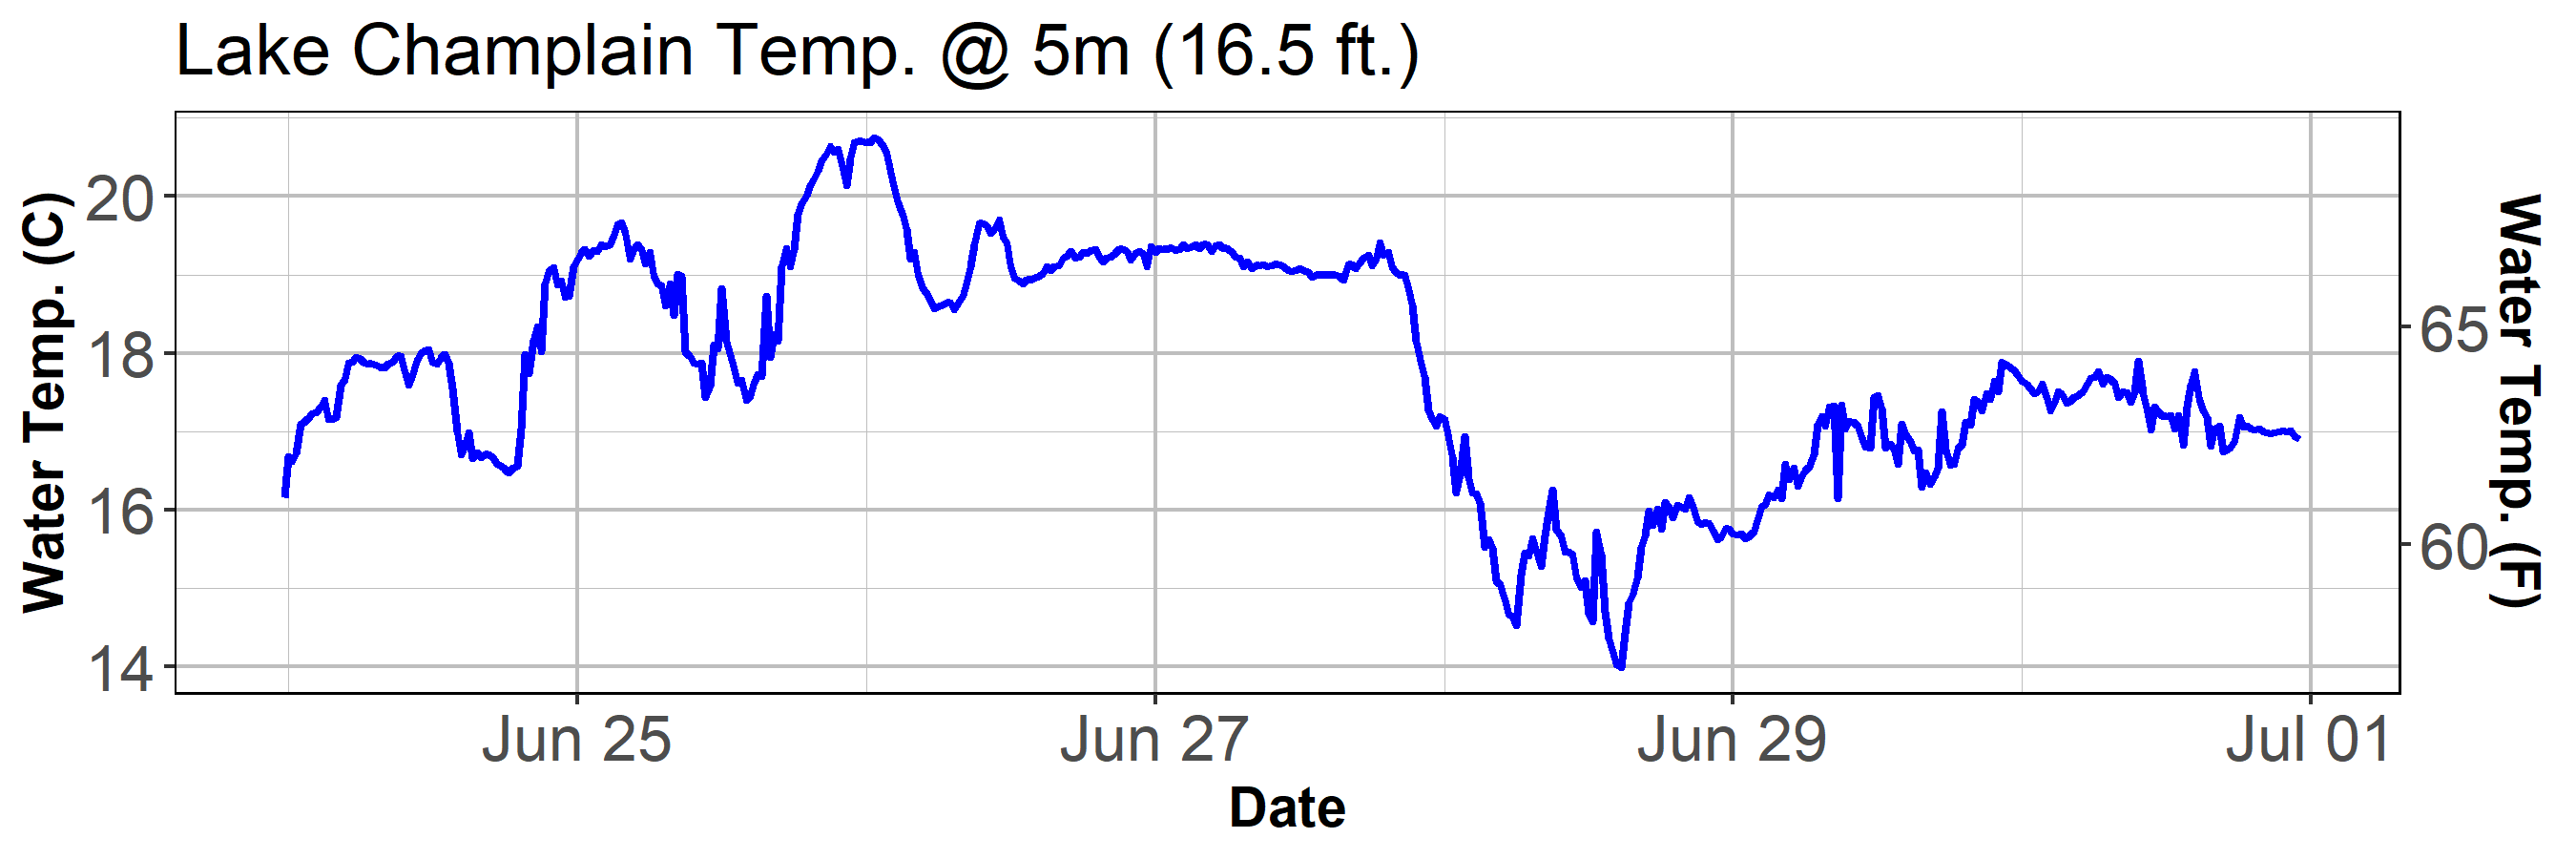 Lake Champlain Temp. @ 5m (16.5 ft.)
Water Temp. (C)
20
18
16
14
65
60
Water Temp. (F)
Jun 25 Jun 27 Jun 29 Jul 01
Date